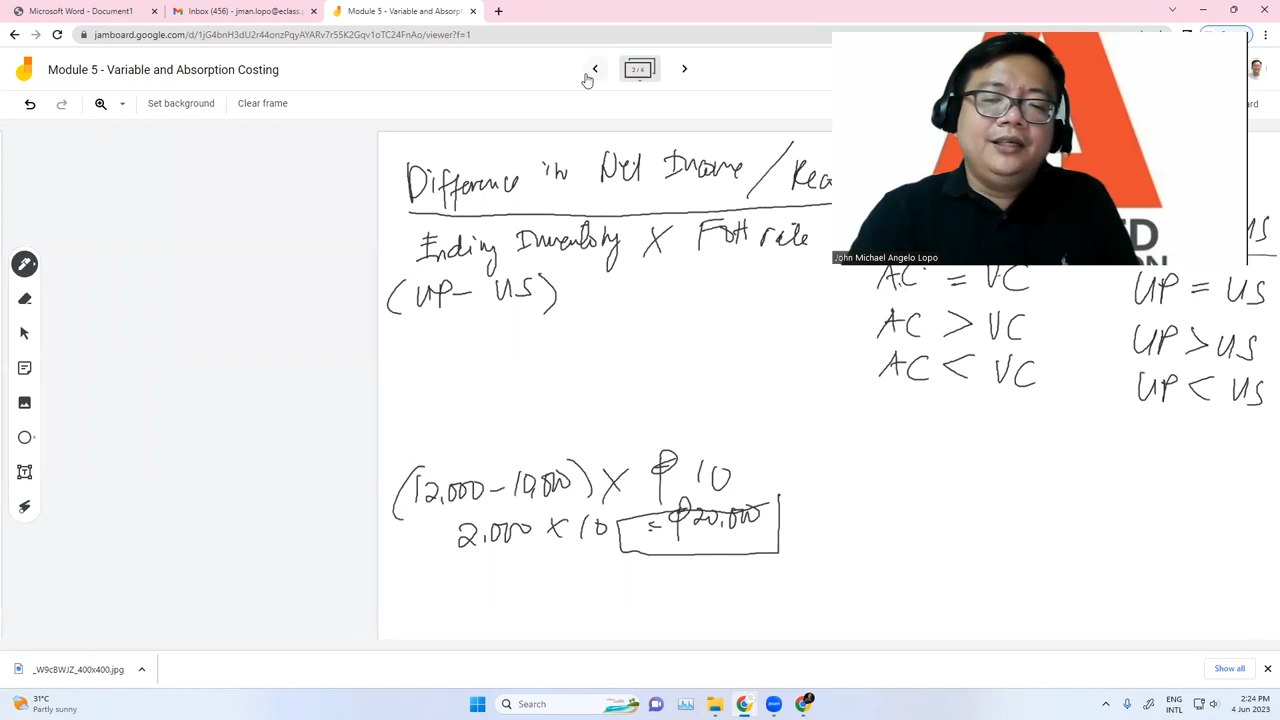 Microsoft Word - Document1
Inbox (456) - jman.lopo@eclass.
Module 5 - Variable and Absorpt
jamboard.google.com/d/1jG4bnH3dU2r44onzPqyAYARv7r55K2Gqv1oTC24FnAo/viewer?f=1
Module 5 - Variable and Absorption Costing
2/4
Set background
Clear frame
Difference in Net Income / Rec
Ending Inventory X FOH rate
(UP - US)
John Michael Angelo Lopo
AC = VC
UP = US
AC > VC
UP > US
AC < VC
UP < US
(12,000 - 10,000) X ₱ 10
2,000 X 10 = ₱20,000
_W9cBWJZ_400x400.jpg
Show all
31°C
Partly sunny
Search
ENG
INTL
2:24 PM
4 Jun 2023